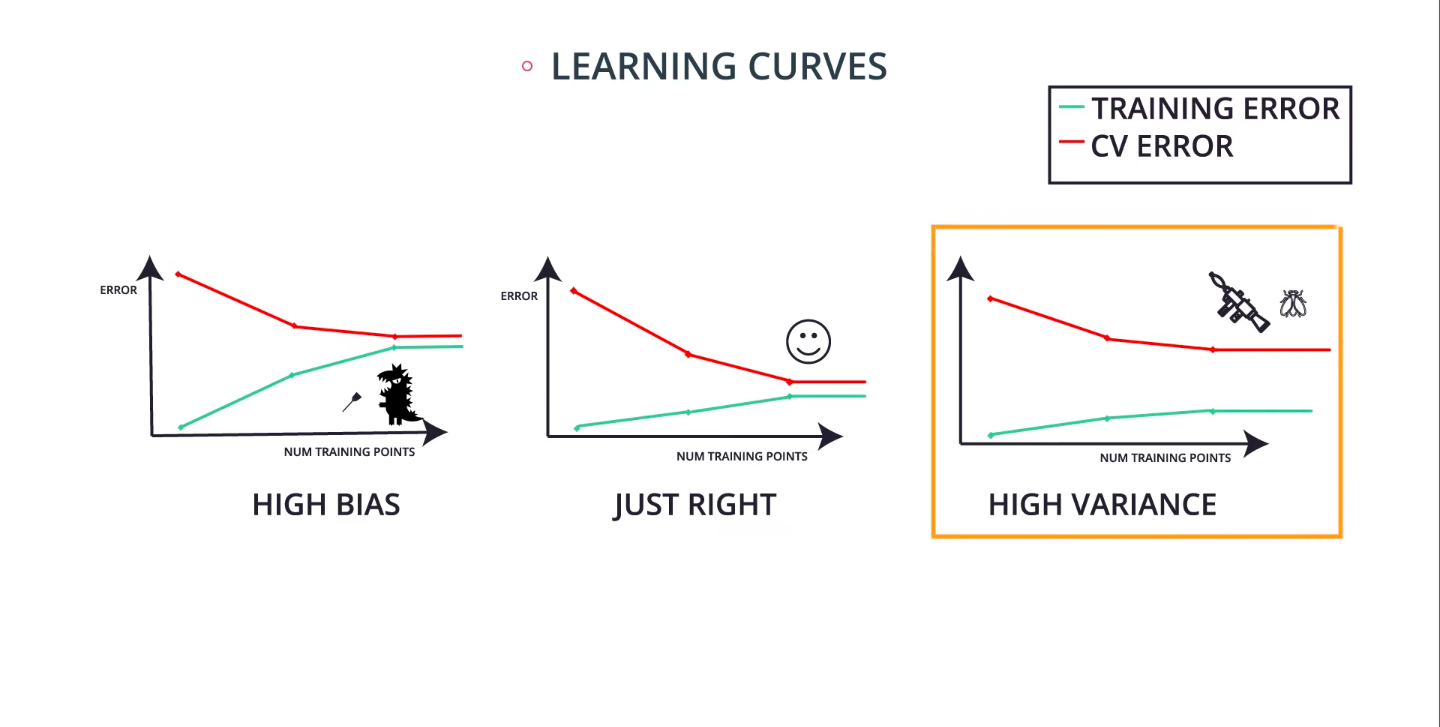 LEARNING CURVES
TRAINING ERROR
CV ERROR
ERROR
NUM TRAINING POINTS
HIGH BIAS
ERROR
NUM TRAINING POINTS
JUST RIGHT
NUM TRAINING POINTS
HIGH VARIANCE